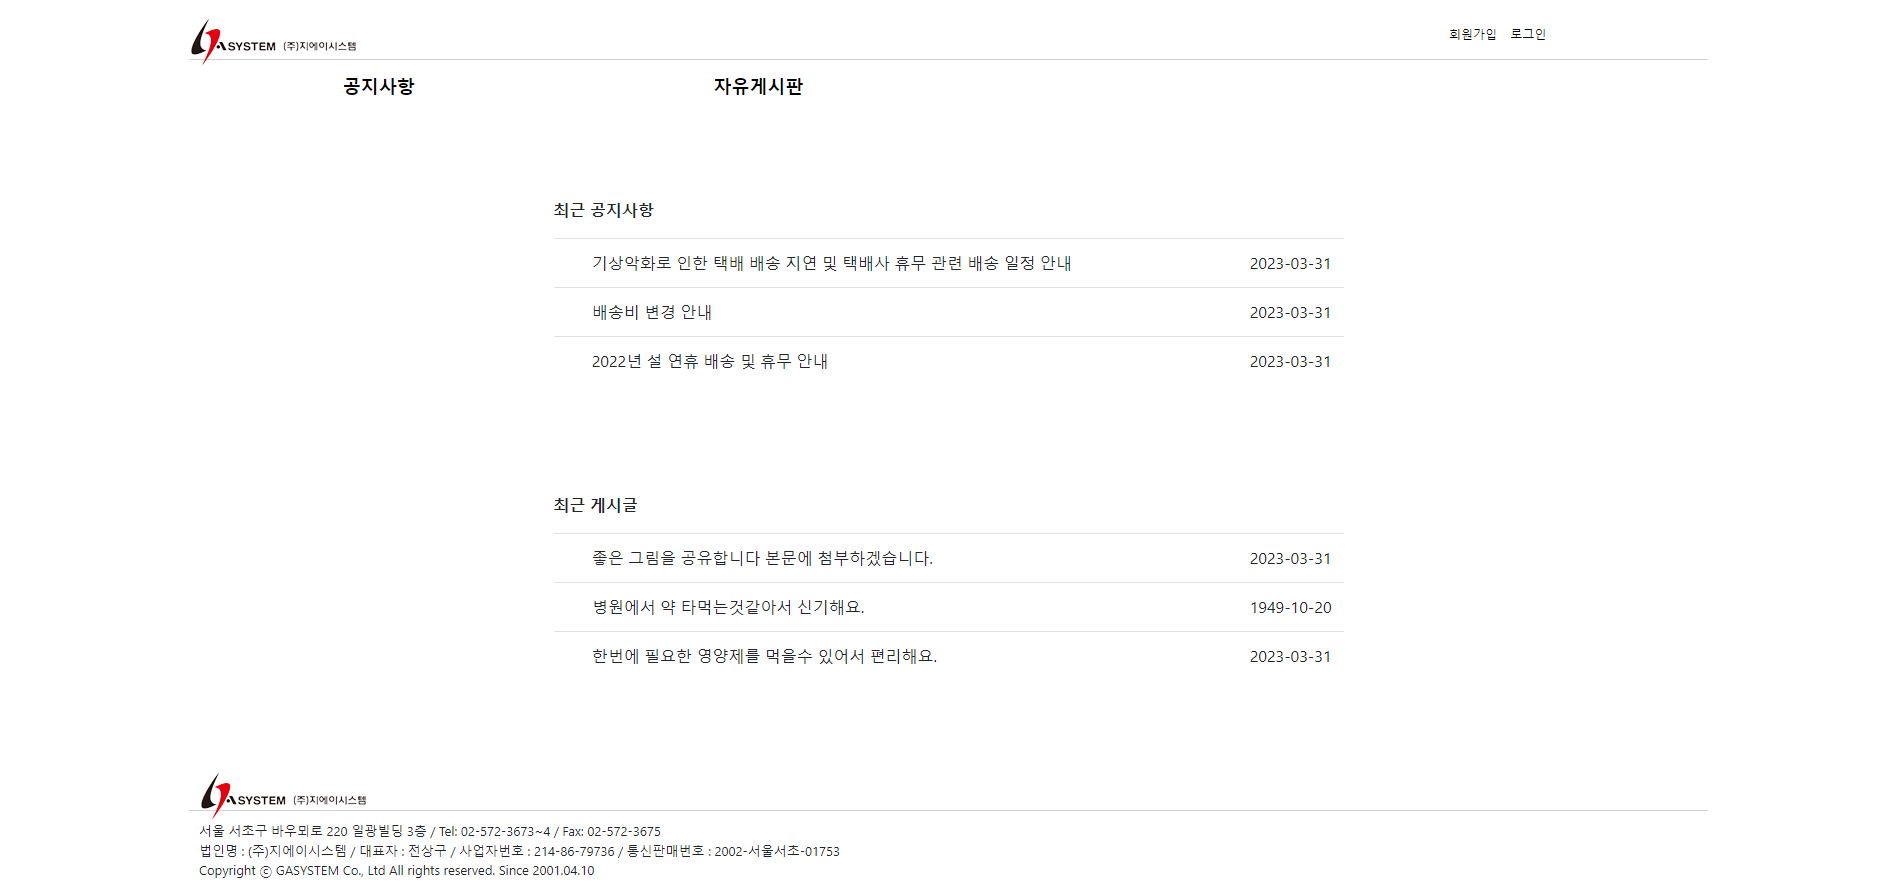 ASYSTEM (주)지에이시스템
회원가입 로그인
공지사항 자유게시판
최근 공지사항
기상악화로 인한 택배 배송 지연 및 택배사 휴무 관련 배송 일정 안내 2023-03-31
배송비 변경 안내 2023-03-31
2022년 설 연휴 배송 및 휴무 안내 2023-03-31
최근 게시글
좋은 그림을 공유합니다 본문에 첨부하겠습니다. 2023-03-31
병원에서 약 타먹는것같아서 신기해요. 1949-10-20
한번에 필요한 영양제를 먹을수 있어서 편리해요. 2023-03-31
ASYSTEM (주)지에이시스템
서울 서초구 바우뫼로 220 일광빌딩 3층 / Tel: 02-572-3673~4 / Fax: 02-572-3675
법인명 : (주)지에이시스템 / 대표자 : 전상구 / 사업자번호 : 214-86-79736 / 통신판매번호 : 2002-서울서초-01753
Copyright ⓒ GASYSTEM Co., Ltd All rights reserved. Since 2001.04.10